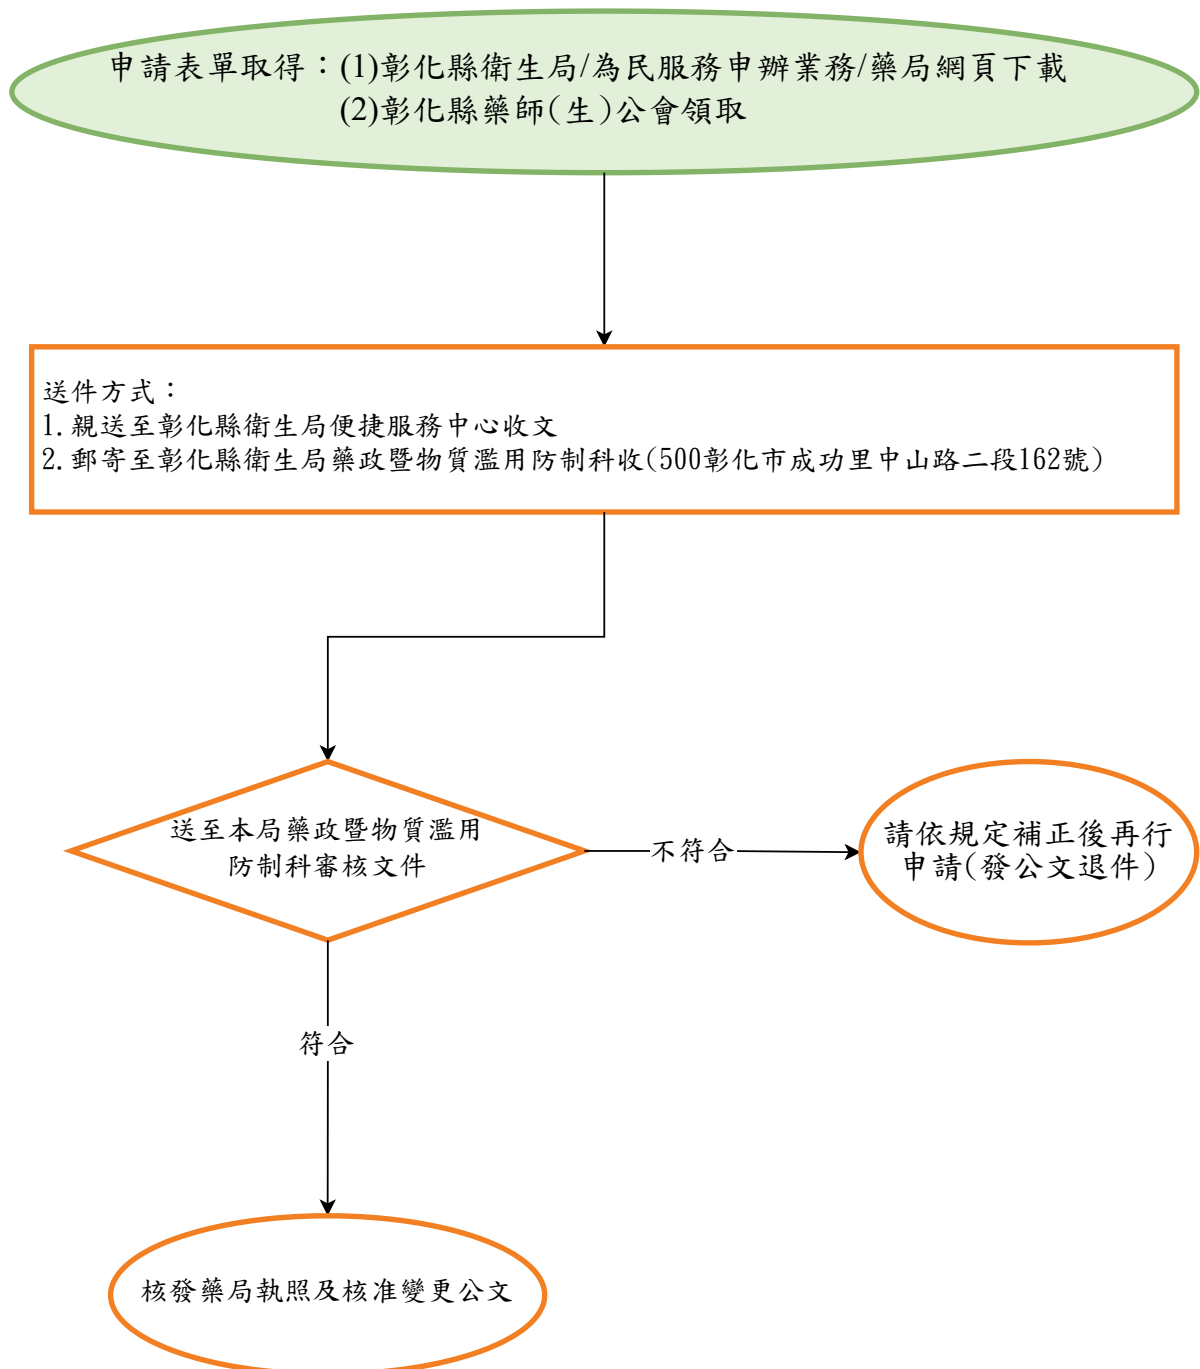 申請表單取得：(1)彰化縣衛生局/為民服務申辦業務/藥局網頁下載
(2)彰化縣藥師(生)公會領取
送件方式：
1.親送至彰化縣衛生局便捷服務中心收文
2.郵寄至彰化縣衛生局藥政暨物質濫用防制科收(500彰化市成功里中山路二段162號)
送至本局藥政暨物質濫用
防制科審核文件
不符合
請依規定補正後再行
申請(發公文退件)
符合
核發藥局執照及核准變更公文